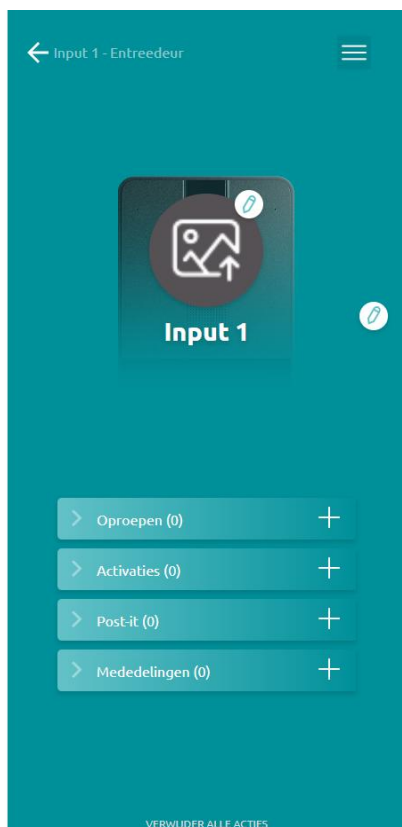 Input 1 - Entreedeur
Input 1
Oproepen (0)
Activaties (0)
Post-it (0)
Mededelingen (0)
VERWIJDER ALLE ACTIES